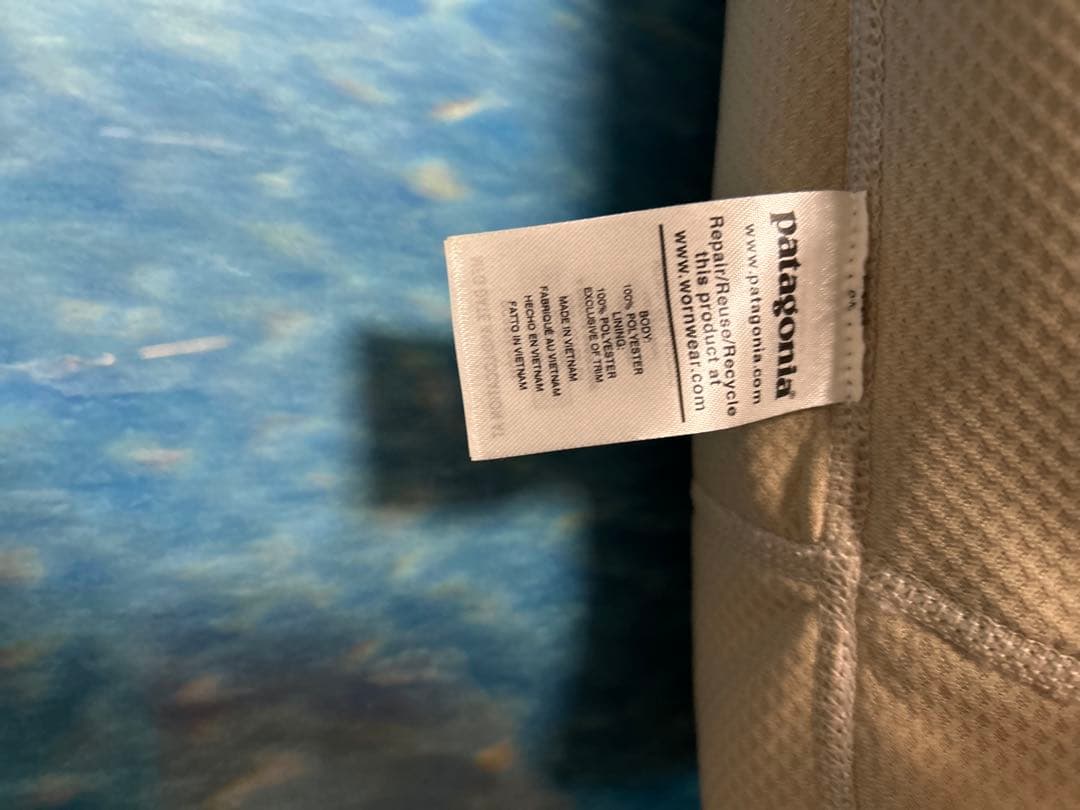 patagonia®
www.patagonia.com
Repair/Reuse/Recycle
this product at
www.wornwear.com
BODY:
100% POLYESTER
LINING:
100% POLYESTER
EXCLUSIVE OF TRIM
MADE IN VIETNAM
FABRIQUÉ AU VIETNAM
HECHO EN VIETNAM
FATTO IN VIETNAM